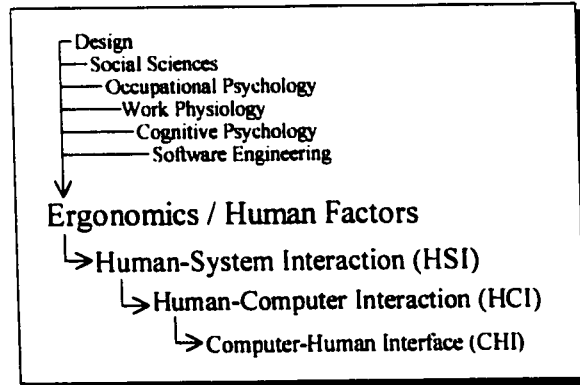 Design
Social Sciences
Occupational Psychology
Work Physiology
Cognitive Psychology
Software Engineering
Ergonomics / Human Factors
Human-System Interaction (HSI)
Human-Computer Interaction (HCI)
Computer-Human Interface (CHI)